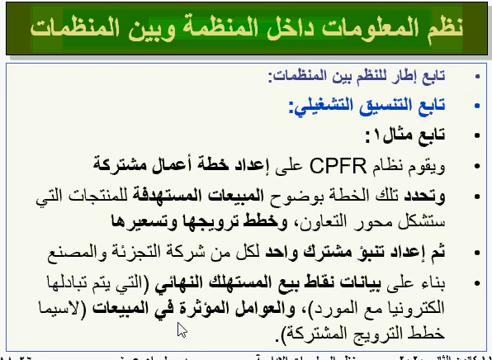 نظم المعلومات داخل المنظمة وبين المنظمات
• تابع إطار للنظم بين المنظمات:
• تابع التنسيق التشغيلي:
• تابع مثال١:
• ويقوم نظام CPFR على إعداد خطة أعمال مشتركة
• وتحدد تلك الخطة بوضوح المبيعات المستهدفة للمنتجات التي
ستشكل محور التعاون، وخطط ترويجها وتسعيرها
• ثم إعداد تنبؤ مشترك واحد لكل من شركة التجزئة والمصنع
• بناء على بيانات نقاط بيع المستهلك النهائي (التي يتم تبادلها
الكترونيا مع المورد)، والعوامل المؤثرة في المبيعات (لاسيما
خطط الترويج المشتركة).